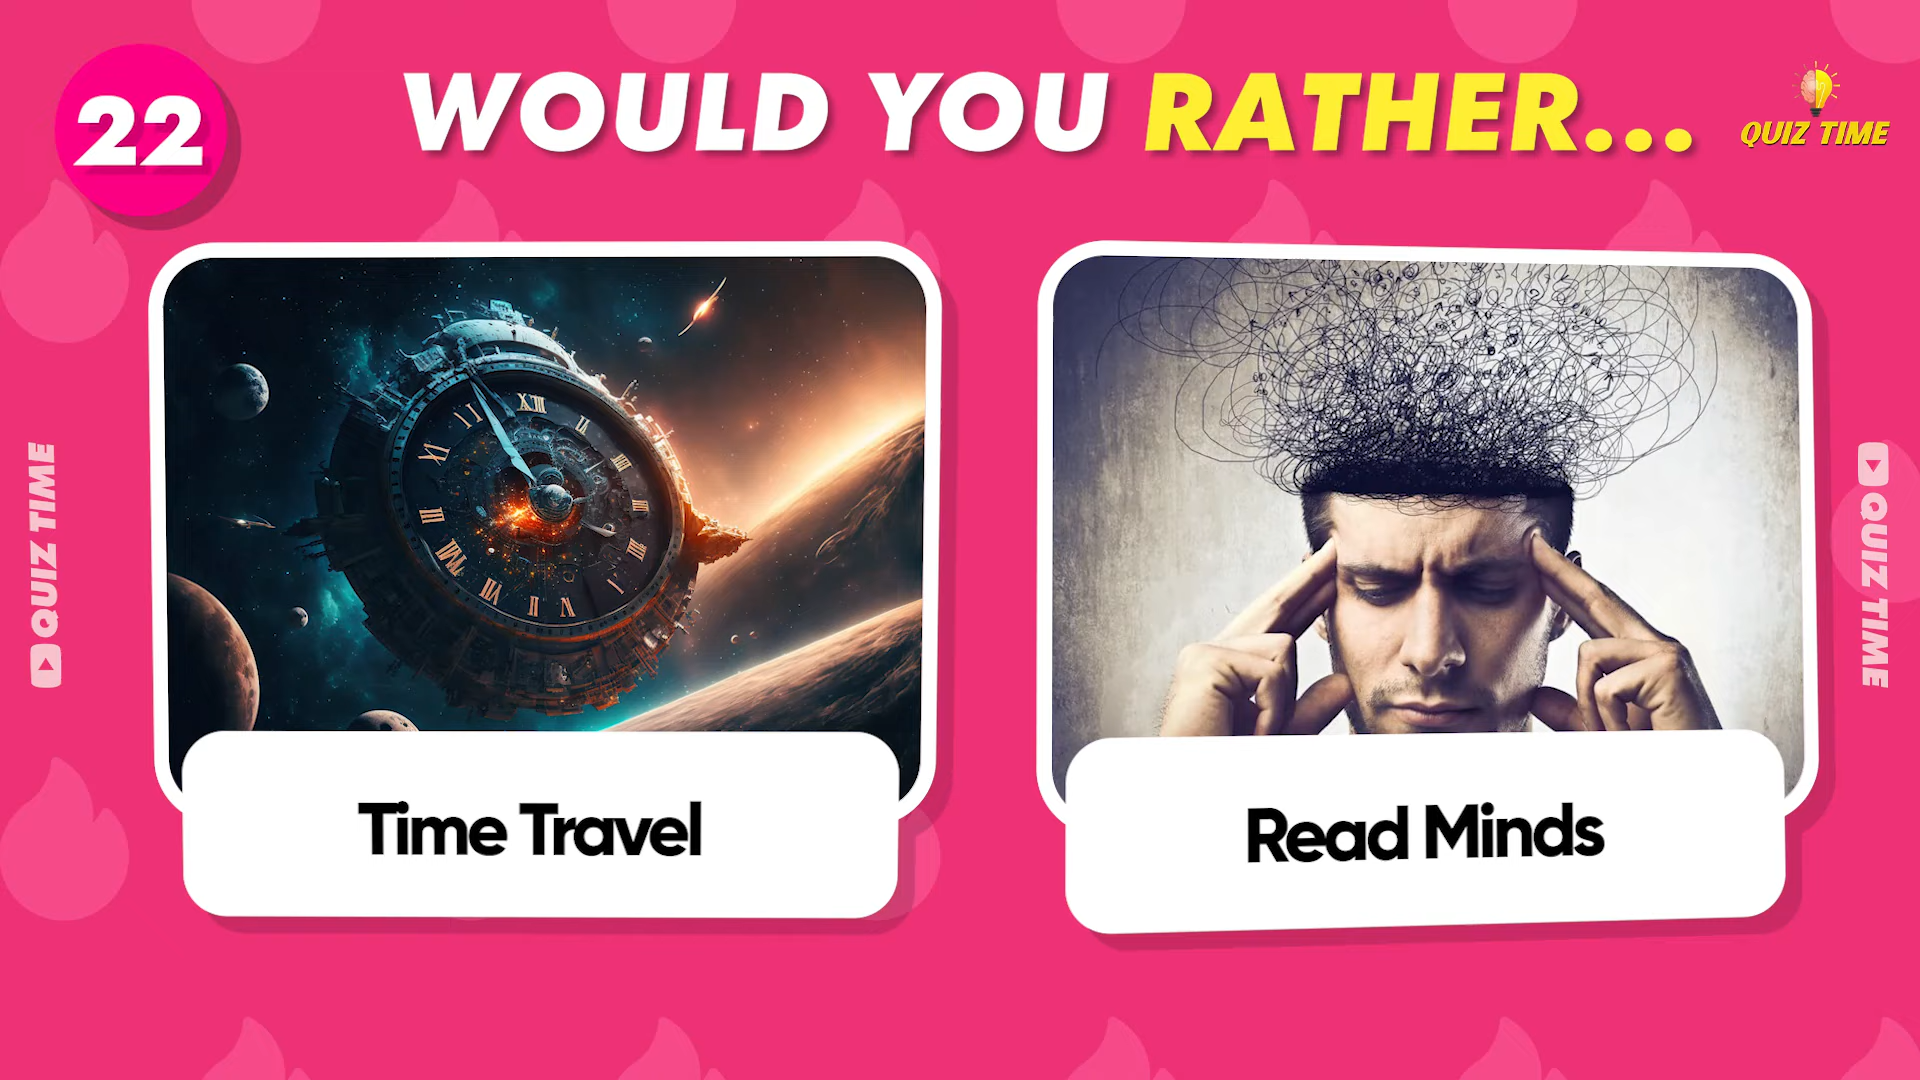 22
WOULD YOU RATHER...
QUIZ TIME
QUIZ TIME
QUIZ TIME
Time Travel
Read Minds